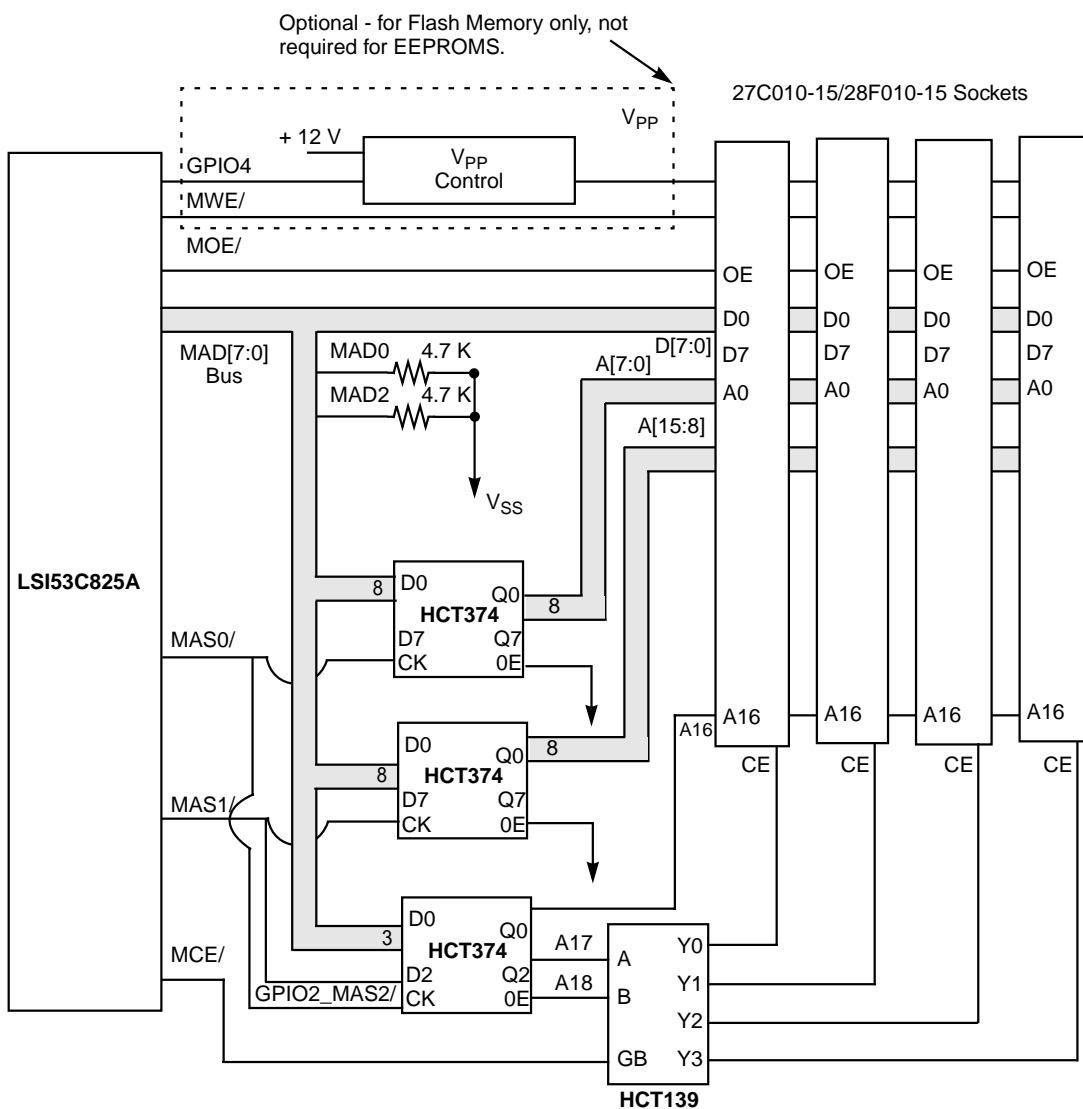 Optional - for Flash Memory only, not
required for EEPROMS.
27C010-15/28F010-15 Sockets
VPP
+ 12 V
VPP
Control
GPIO4
MWE/
MOE/
OE
OE
OE
OE
D0
D0
D0
D0
MAD[7:0]
Bus
MAD0
4.7 K
D[7:0]
D7
D7
D7
D7
A[7:0]
MAD2
4.7 K
A0
A0
A0
A0
A[15:8]
VSS
LSI53C825A
8
D0
Q0
8
HCT374
D7
Q7
CK
0E
MAS0/
A16
A16
A16
A16
A16
D0
Q0
8
8
HCT374
D7
Q7
CK
0E
CE
CE
CE
CE
MAS1/
D0
Q0
3
HCT374
D2
Q2
GPIO2_MAS2/
CK
0E
A17
A18
MCE/
A
B
GB
Y0
Y1
Y2
Y3
HCT139